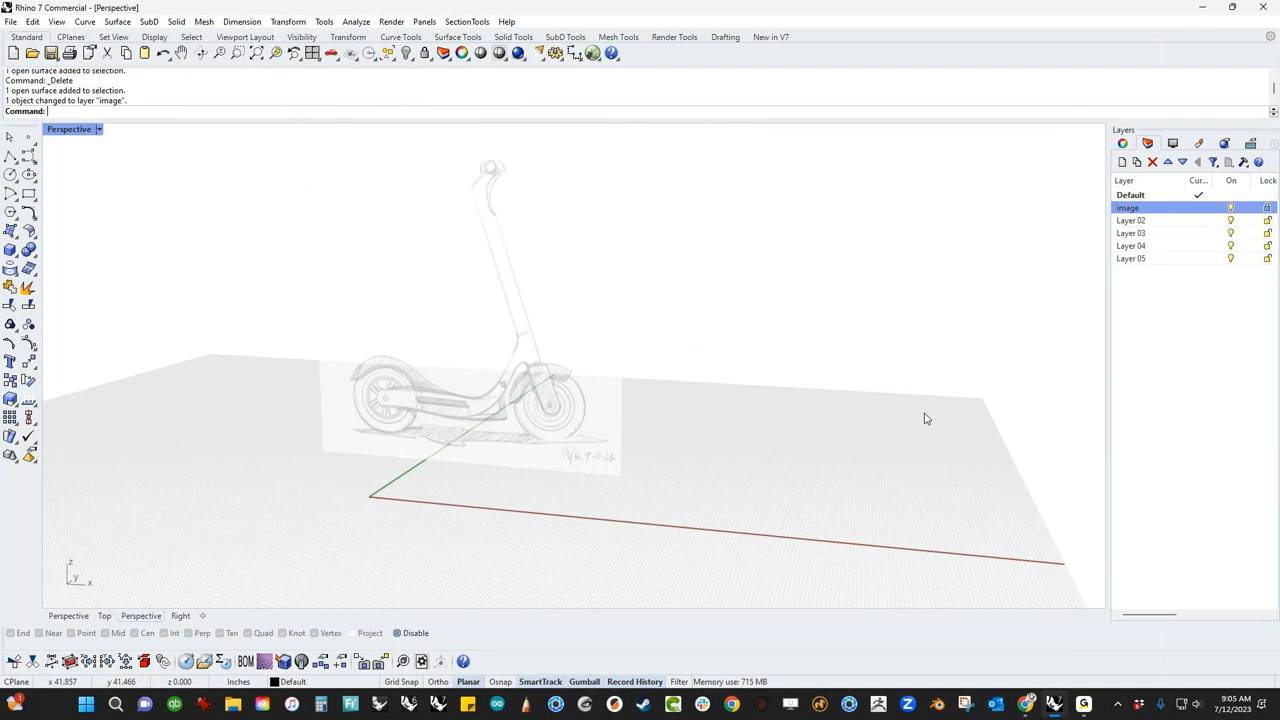 Rhino 7 Commercial - [Perspective]
File Edit View Curve Surface SubD Solid Mesh Dimension Transform Tools Analyze Render Panels SectionTools Help
Standard CPlanes Set View Display Select Viewport Layout Visibility Transform Curve Tools Surface Tools Solid Tools SubD Tools Mesh Tools Render Tools Drafting New in V7
1 open surface added to selection.
Command: _Delete
1 open surface added to selection.
1 object changed to layer "image".
Command:
Perspective
Layers
Layer Cur... On Lock
Default
image
Layer 02
Layer 03
Layer 04
Layer 05
z
y x
Perspective Top Perspective Right
End Near Point Mid Cen Int Perp Tan Quad Knot Vertex Project Disable
BOM
CPlane x 41.857 y 41.466 z 0.000 Inches Default Grid Snap Ortho Planar Osnap SmartTrack Gumball Record History Filter Memory use: 715 MB
9:05 AM
7/12/2023